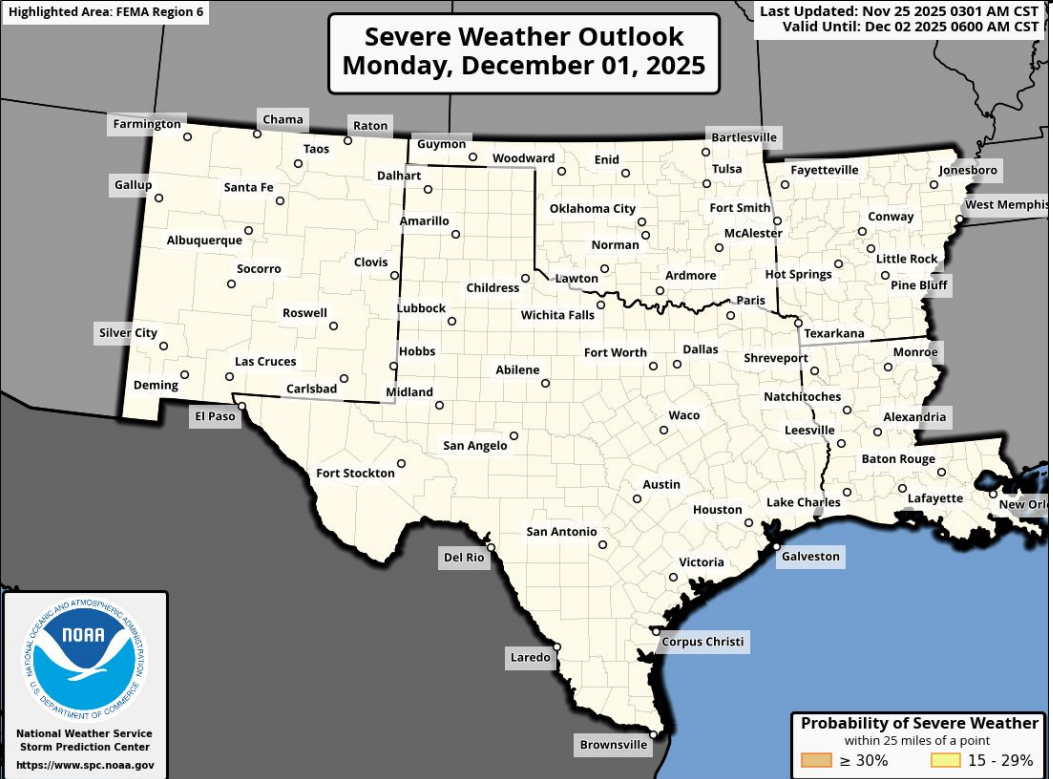 Highlighted Area: FEMA Region 6
Severe Weather Outlook
Monday, December 01, 2025
Last Updated: Nov 25 2025 0301 AM CST
Valid Until: Dec 02 2025 0600 AM CST
Farmington
Chama
Raton
Taos
Guymon
Woodward
Enid
Bartlesville
Tulsa
Fayetteville
Jonesboro
Gallup
Santa Fe
Dalhart
Oklahoma City
Fort Smith
West Memphis
Amarillo
Conway
Albuquerque
Norman
McAlester
Socorro
Clovis
Childress
Lawton
Ardmore
Hot Springs
Little Rock
Pine Bluff
Roswell
Lubbock
Wichita Falls
Paris
Silver City
Texarkana
Las Cruces
Hobbs
Fort Worth
Dallas
Shreveport
Monroe
Deming
Carlsbad
Midland
Abilene
Natchitoches
El Paso
Waco
Leesville
Alexandria
San Angelo
Fort Stockton
Baton Rouge
Austin
Houston
Lake Charles
Lafayette
New Orl
Del Rio
San Antonio
Galveston
Victoria
Laredo
Corpus Christi
Brownsville
NATIONAL OCEANIC AND ATMOSPHERIC ADMINISTRATION
NOAA
U.S. DEPARTMENT OF COMMERCE
National Weather Service
Storm Prediction Center
https://www.spc.noaa.gov
Probability of Severe Weather
within 25 miles of a point
≥ 30%
15 - 29%